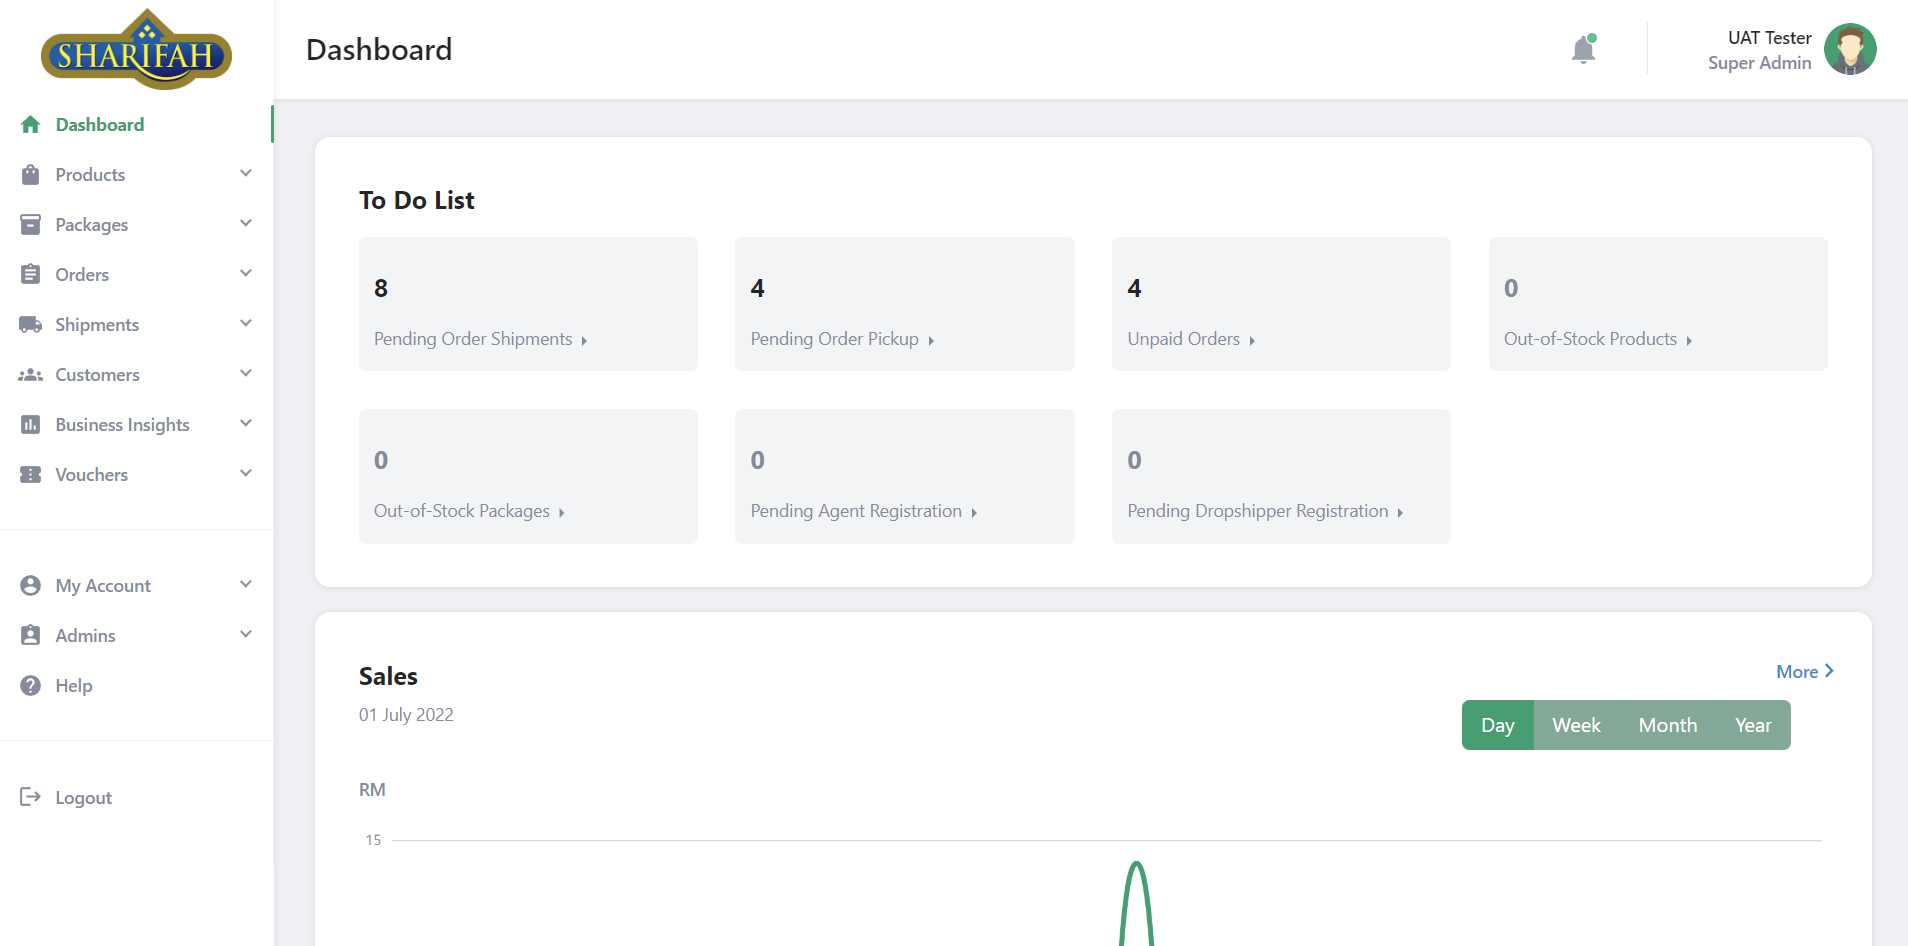 SHARIFAH
Dashboard
Products
Packages
Orders
Shipments
Customers
Business Insights
Vouchers
My Account
Admins
Help
Logout
Dashboard
UAT Tester
Super Admin
To Do List
8
Pending Order Shipments
4
Pending Order Pickup
4
Unpaid Orders
0
Out-of-Stock Products
0
Out-of-Stock Packages
0
Pending Agent Registration
0
Pending Dropshipper Registration
Sales
More
01 July 2022
Day Week Month Year
RM
15